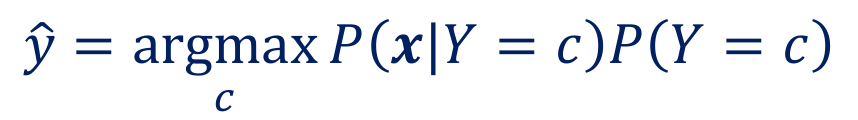 ŷ = argmax P(x|Y = c)P(Y = c)
c